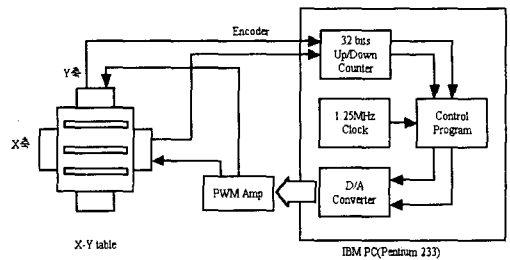 Encoder
32 bits
Up/Down
Counter
Y축
X축
1.25MHz
Clock
Control
Program
D/A
Converter
PWM Amp
X-Y table
IBM PC(Pentium 233)